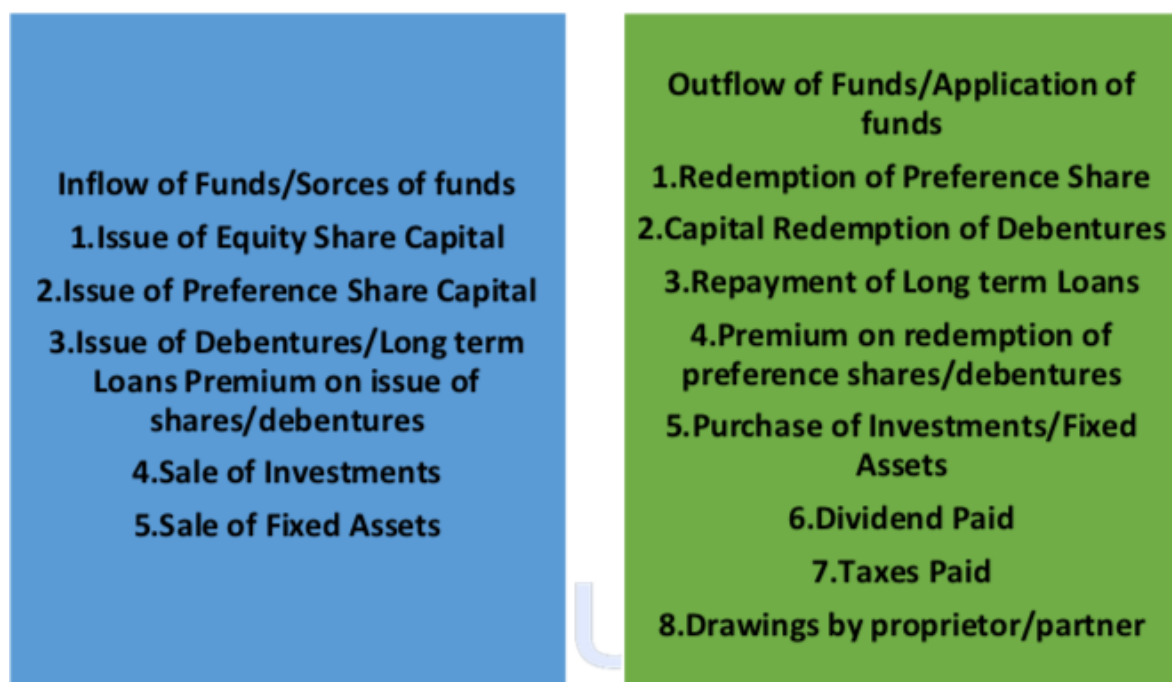 Inflow of Funds/Sorces of funds
1.Issue of Equity Share Capital
2.Issue of Preference Share Capital
3.Issue of Debentures/Long term
Loans Premium on issue of
shares/debentures
4.Sale of Investments
5.Sale of Fixed Assets
Outflow of Funds/Application of
funds
1.Redemption of Preference Share
2.Capital Redemption of Debentures
3.Repayment of Long term Loans
4.Premium on redemption of
preference shares/debentures
5.Purchase of Investments/Fixed
Assets
6.Dividend Paid
7.Taxes Paid
8.Drawings by proprietor/partner